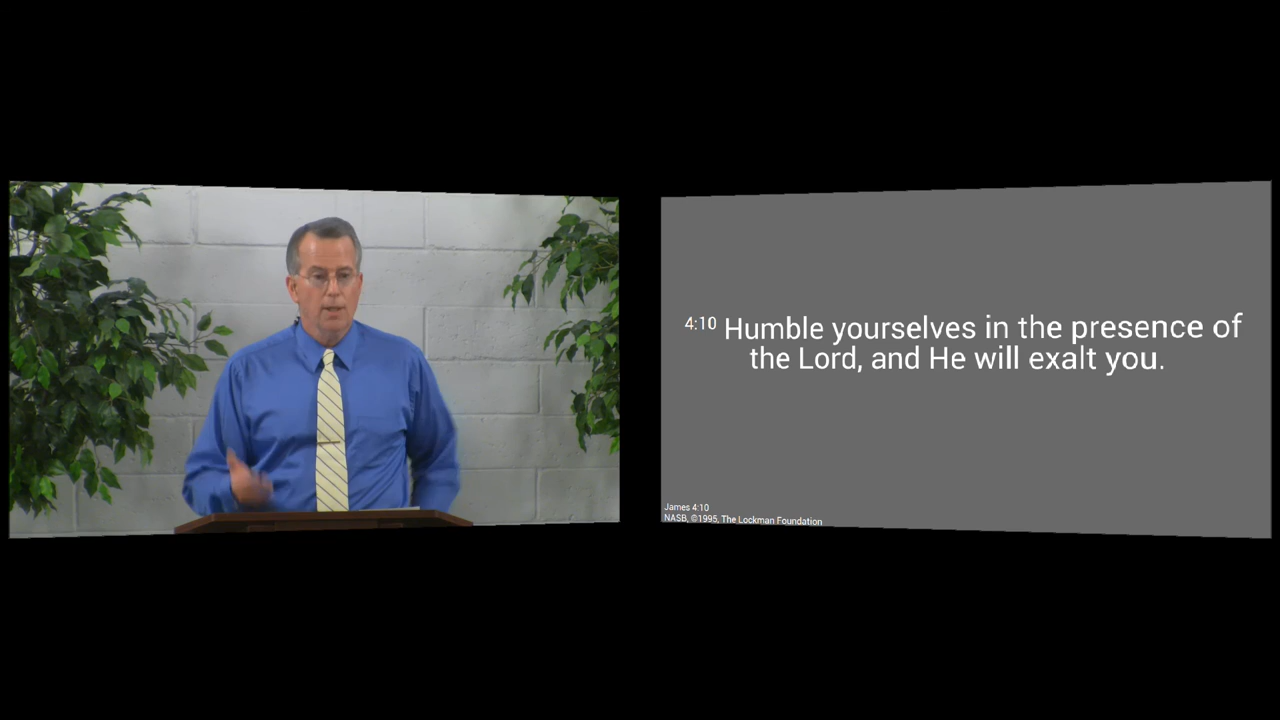 4:10 Humble yourselves in the presence of
the Lord, and He will exalt you.
James 4:10
NASB, ©1995, The Lockman Foundation